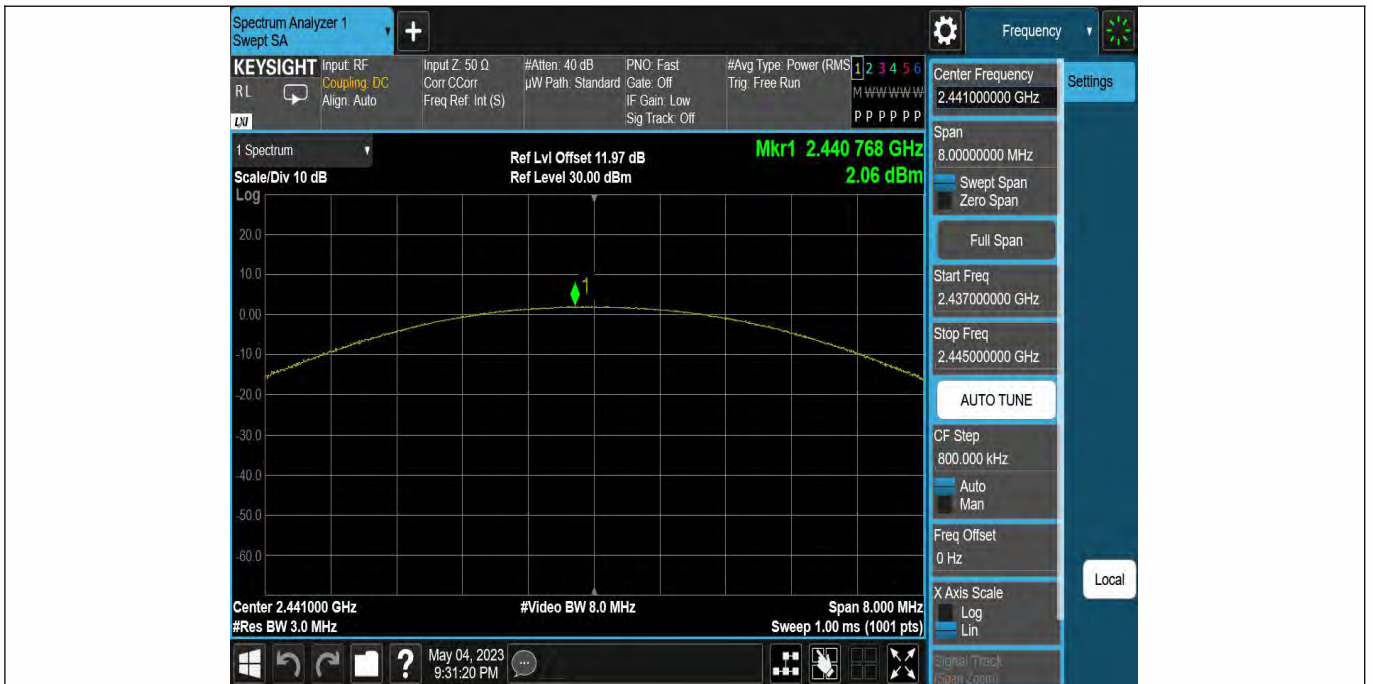 Spectrum Analyzer 1
Swept SA
Frequency
KEYSIGHT
RL
LXI
Input: RF
Coupling: DC
Align: Auto
Input Z: 50 Ω
Corr CCorr
Freq Ref: Int (S)
#Atten: 40 dB
µW Path: Standard
PNO: Fast
Gate: Off
IF Gain: Low
Sig Track: Off
#Avg Type: Power (RMS
Trig: Free Run
1 2 3 4 5 6
M W W W W W
P P P P P P
1 Spectrum
Scale/Div 10 dB
Ref Lvl Offset 11.97 dB
Ref Level 30.00 dBm
Mkr1 2.440 768 GHz
2.06 dBm
Log
20.0
10.0
0.00
-10.0
-20.0
-30.0
-40.0
-50.0
-60.0
1
Center 2.441000 GHz
#Res BW 3.0 MHz
#Video BW 8.0 MHz
Span 8.000 MHz
Sweep 1.00 ms (1001 pts)
Center Frequency
2.441000000 GHz
Settings
Span
8.00000000 MHz
Swept Span
Zero Span
Full Span
Start Freq
2.437000000 GHz
Stop Freq
2.445000000 GHz
AUTO TUNE
CF Step
800.000 kHz
Auto
Man
Freq Offset
0 Hz
X Axis Scale
Log
Lin
Local
Signal Track
(Span Zoom)
May 04, 2023
9:31:20 PM